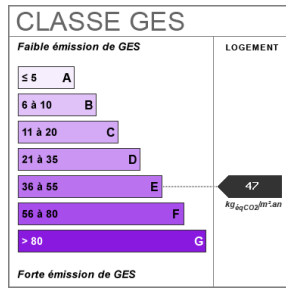 CLASSE GES
Faible émission de GES
LOGEMENT
≤ 5 A
6 à 10 B
11 à 20 C
21 à 35 D
36 à 55 E
47
kgéqCO2/m².an
56 à 80 F
> 80 G
Forte émission de GES